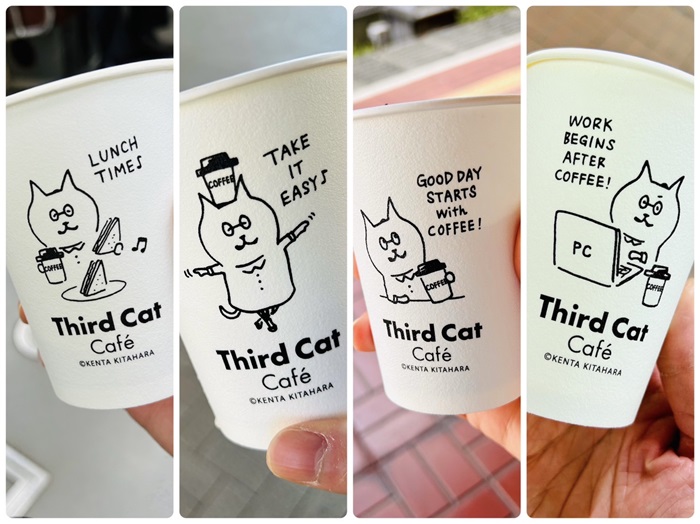 LUNCH
TIMES
COFFEE
Third Cat
Café
©KENTA KITAHARA
COFFEE
TAKE
IT
EASY♪
Third Cat
Café
©KENTA KITAHARA
GOOD DAY
STARTS
with
COFFEE!
COFFEE
Third Cat
Café
©KENTA KITAHARA
WORK
BEGINS
AFTER
COFFEE!
PC
COFFEE
Third Cat
Café
©KENTA KITAHARA